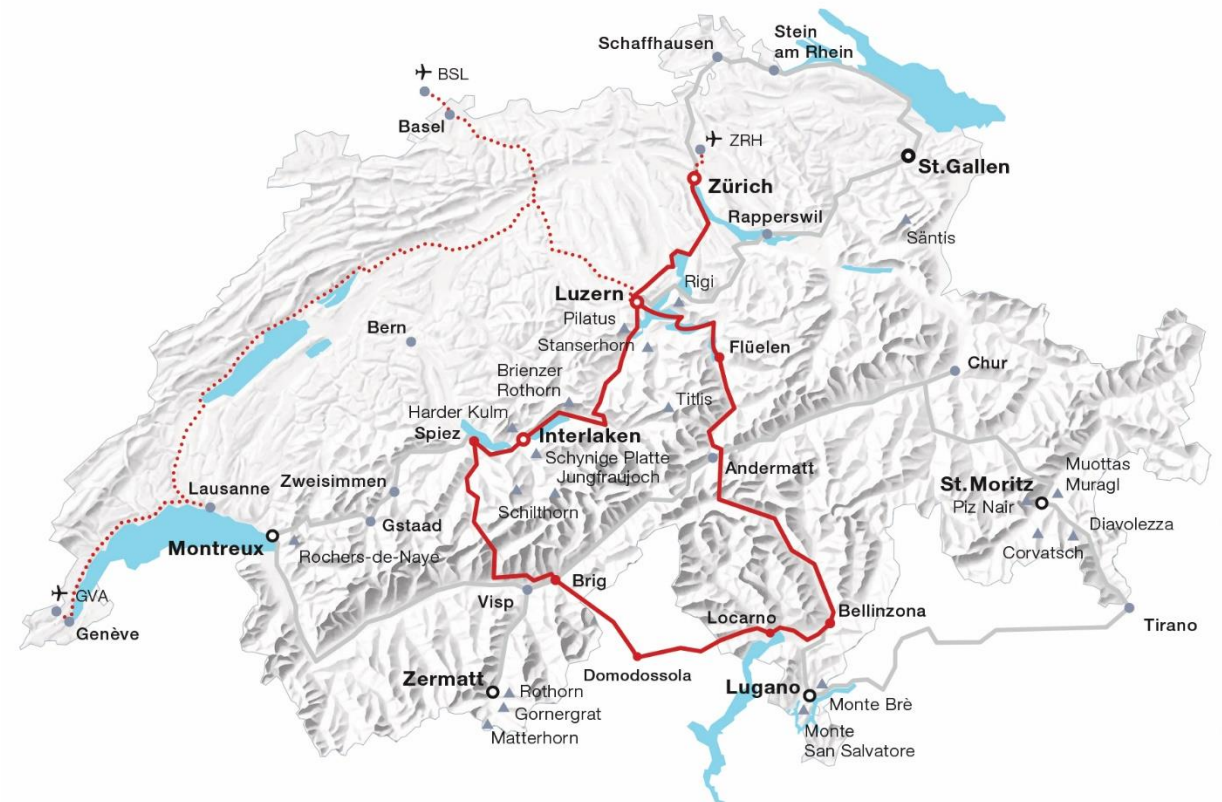 Schaffhausen
Stein
am Rhein
BSL
Basel
ZRH
Zürich
St.Gallen
Rapperswil
Säntis
Luzern
Rigi
Pilatus
Bern
Stanserhorn
Flüelen
Chur
Brienzer
Rothorn
Titlis
Harder Kulm
Spiez
Interlaken
Schynige Platte
Jungfraujoch
Andermatt
Muottas
Muragl
Zweisimmen
Lausanne
St.Moritz
Piz Nair
Schilthorn
Gstaad
Diavolezza
Montreux
Rochers-de-Naye
Corvatsch
Brig
Visp
GVA
Genève
Locarno
Bellinzona
Tirano
Domodossola
Zermatt
Rothorn
Lugano
Gornergrat
Monte Brè
Matterhorn
Monte
San Salvatore